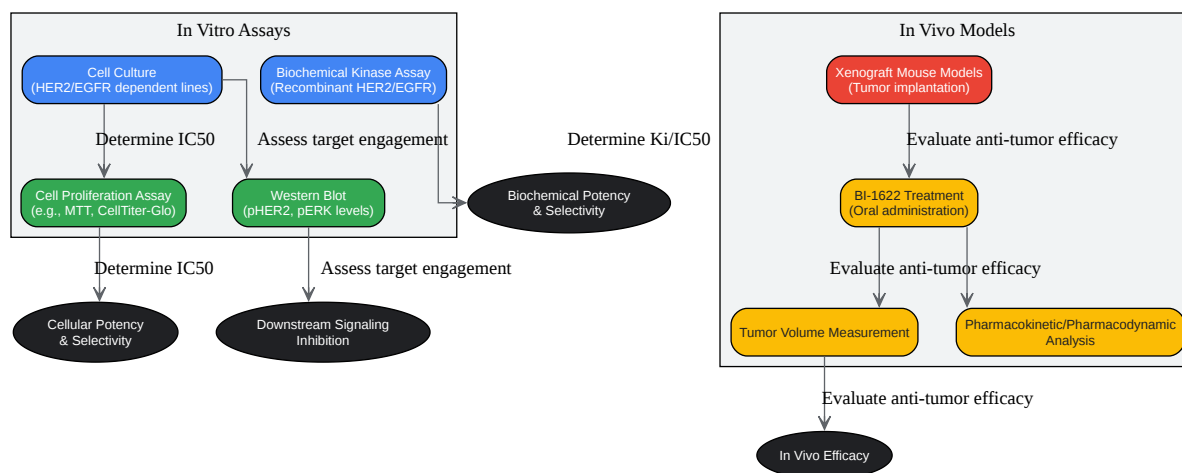 In Vitro Assays
Cell Culture
(HER2/EGFR dependent lines)
Biochemical Kinase Assay
(Recombinant HER2/EGFR)
Determine IC50
Assess target engagement
Determine Ki/IC50
Cell Proliferation Assay
(e.g., MTT, CellTiter-Glo)
Western Blot
(pHER2, pERK levels)
Biochemical Potency
& Selectivity
Determine IC50
Assess target engagement
Cellular Potency
& Selectivity
Downstream Signaling
Inhibition
In Vivo Models
Xenograft Mouse Models
(Tumor implantation)
Evaluate anti-tumor efficacy
BI-1622 Treatment
(Oral administration)
Evaluate anti-tumor efficacy
Tumor Volume Measurement
Pharmacokinetic/Pharmacodynamic
Analysis
Evaluate anti-tumor efficacy
In Vivo Efficacy